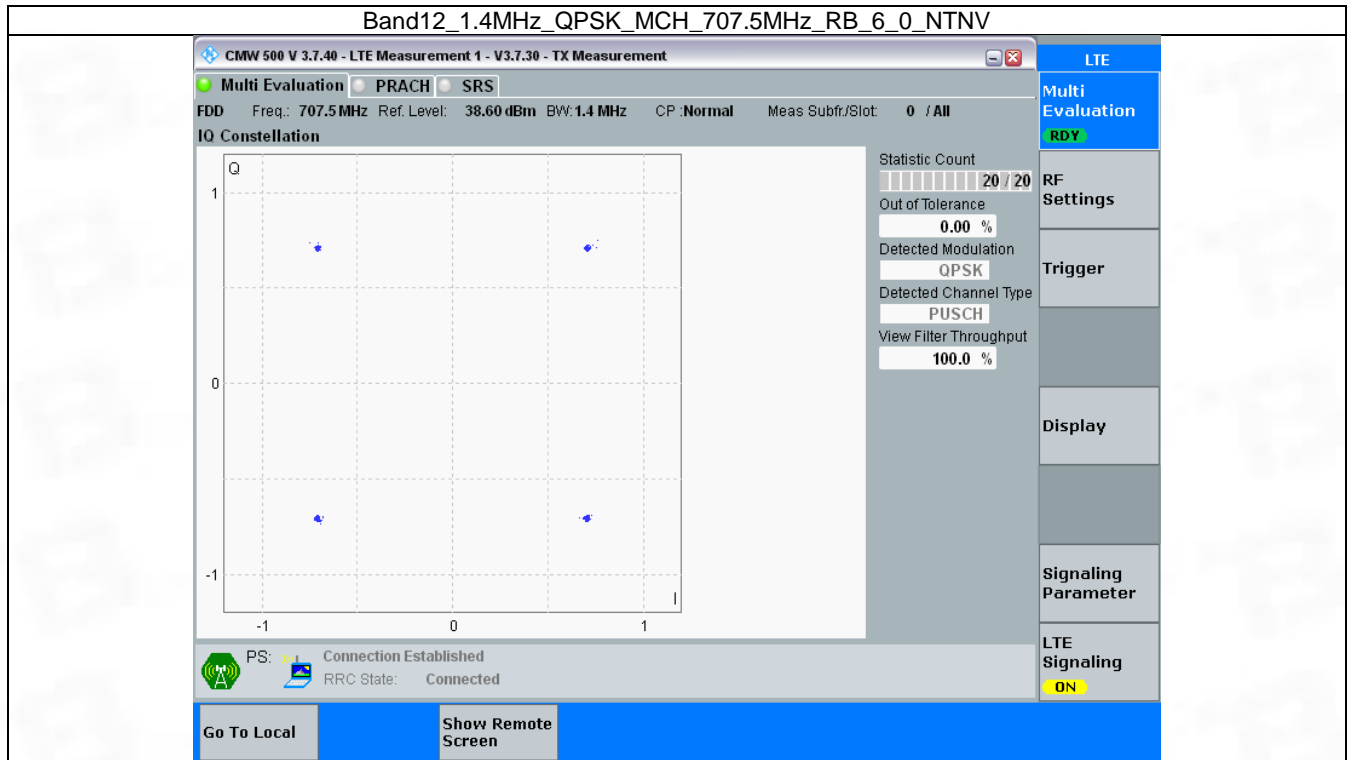 Band12_1.4MHz_QPSK_MCH_707.5MHz_RB_6_0_NTNV
CMW 500 V 3.7.40 - LTE Measurement 1 - V3.7.30 - TX Measurement
LTE
Multi Evaluation PRACH SRS
FDD Freq.: 707.5 MHz Ref. Level: 38.60 dBm BW: 1.4 MHz CP :Normal Meas Subfr./Slot: 0 / All
IQ Constellation
Q
1
0
-1
I
-1 0 1
Statistic Count
20 / 20
Out of Tolerance
0.00 %
Detected Modulation
QPSK
Detected Channel Type
PUSCH
View Filter Throughput
100.0 %
Multi
Evaluation
RDY
RF
Settings
Trigger
Display
Signaling
Parameter
LTE
Signaling
ON
PS: Connection Established
RRC State: Connected
Go To Local
Show Remote
Screen